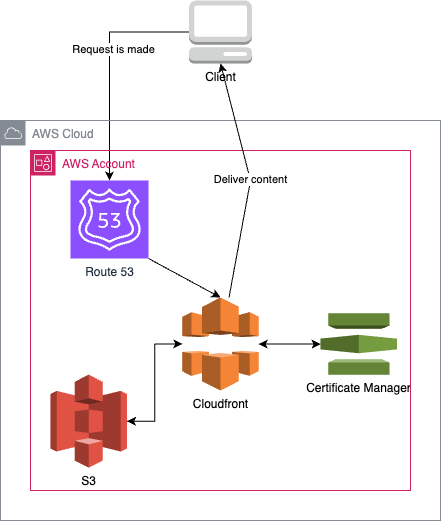 Request is made
Client
AWS Cloud
AWS Account
Deliver content
53
Route 53
Cloudfront
Certificate Manager
S3